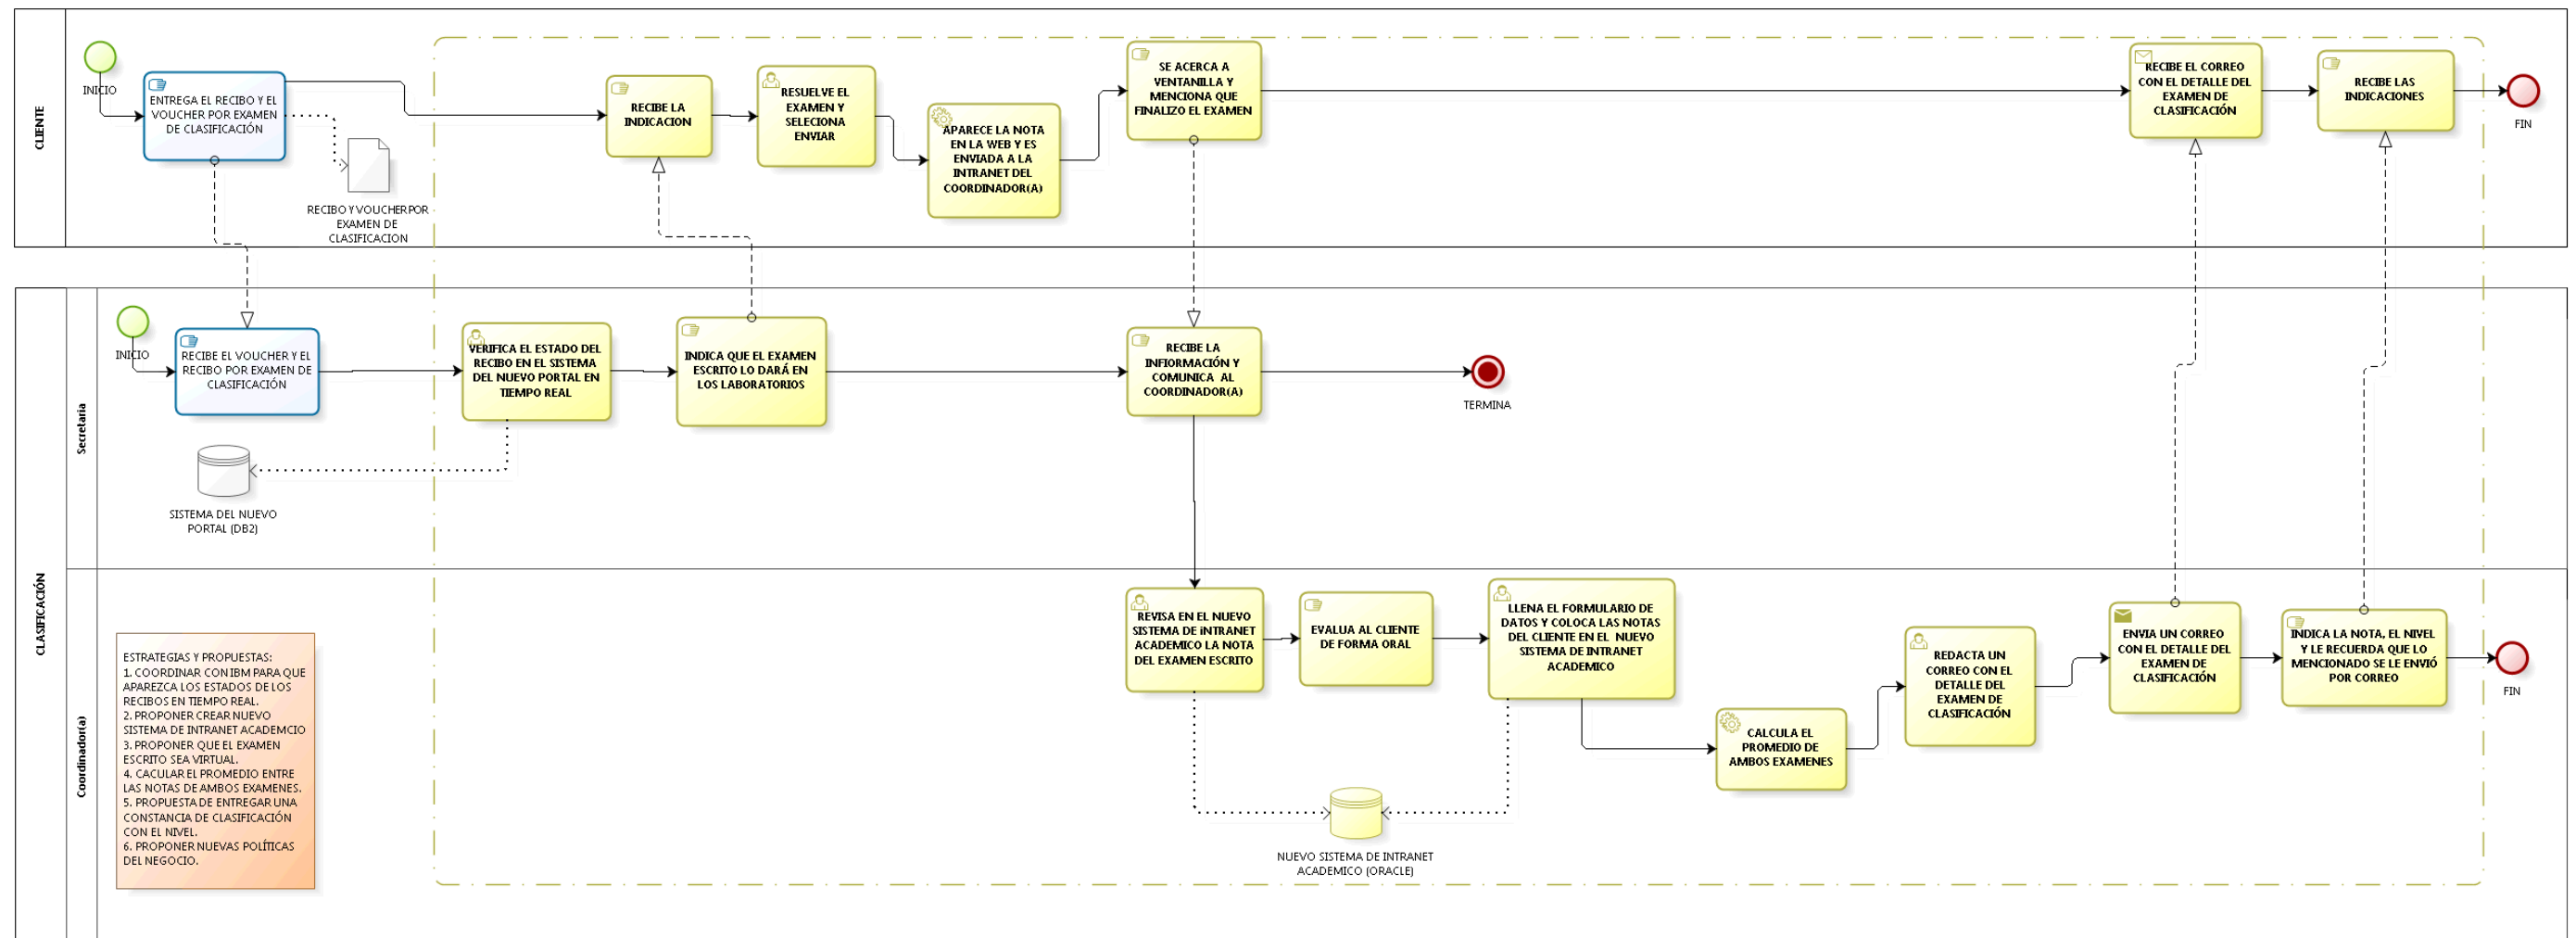 CLIENTE
INICIO
ENTREGA EL RECIBO Y EL
VOUCHER POR EXAMEN
DE CLASIFICACIÓN
RECIBO Y VOUCHER POR
EXAMEN DE
CLASIFICACION
RECIBE LA
INDICACION
RESUELVE EL
EXAMEN Y
SELECIONA
ENVIAR
APARECE LA NOTA
EN LA WEB Y ES
ENVIADA A LA
INTRANET DEL
COORDINADOR(A)
SE ACERCA A
VENTANILLA Y
MENCIONA QUE
FINALIZO EL EXAMEN
RECIBE EL CORREO
CON EL DETALLE DEL
EXAMEN DE
CLASIFICACIÓN
RECIBE LAS
INDICACIONES
FIN
CLASIFICACIÓN
Secretaria
INICIO
RECIBE EL VOUCHER Y EL
RECIBO POR EXAMEN DE
CLASIFICACIÓN
SISTEMA DEL NUEVO
PORTAL (DB2)
VERIFICA EL ESTADO DEL
RECIBO EN EL SISTEMA
DEL NUEVO PORTAL EN
TIEMPO REAL
INDICA QUE EL EXAMEN
ESCRITO LO DARÁ EN
LOS LABORATORIOS
RECIBE LA
INFIORMACIÓN Y
COMUNICA AL
COORDINADOR(A)
TERMINA
Coordinador(a)
ESTRATEGIAS Y PROPUESTAS:
1. COORDINAR CON IBM PARA QUE
APAREZCA LOS ESTADOS DE LOS
RECIBOS EN TIEMPO REAL.
2. PROPONER CREAR NUEVO
SISTEMA DE INTRANET ACADEMCIO
3. PROPONER QUE EL EXAMEN
ESCRITO SEA VIRTUAL.
4. CACULAR EL PROMEDIO ENTRE
LAS NOTAS DE AMBOS EXAMENES.
5. PROPUESTA DE ENTREGAR UNA
CONSTANCIA DE CLASIFICACIÓN
CON EL NIVEL.
6. PROPONER NUEVAS POLÍTICAS
DEL NEGOCIO.
REVISA EN EL NUEVO
SISTEMA DE iNTRANET
ACADEMICO LA NOTA
DEL EXAMEN ESCRITO
EVALUA AL CLIENTE
DE FORMA ORAL
LLENA EL FORMULARIO DE
DATOS Y COLOCA LAS NOTAS
DEL CLIENTE EN EL NUEVO
SISTEMA DE INTRANET
ACADEMICO
NUEVO SISTEMA DE INTRANET
ACADEMICO (ORACLE)
CALCULA EL
PROMEDIO DE
AMBOS EXAMENES
REDACTA UN
CORREO CON EL
DETALLE DEL
EXAMEN DE
CLASIFICACIÓN
ENVIA UN CORREO
CON EL DETALLE DEL
EXAMEN DE
CLASIFICACIÓN
INDICA LA NOTA, EL NIVEL
Y LE RECUERDA QUE LO
MENCIONADO SE LE ENVIÓ
POR CORREO
FIN